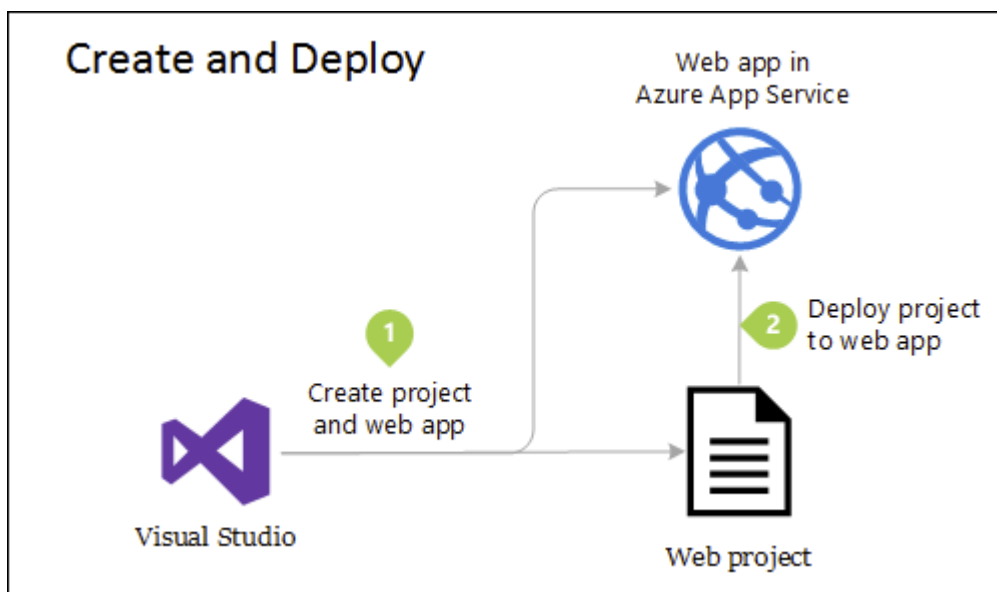 Create and Deploy
Web app in
Azure App Service
1
Create project
and web app
2
Deploy project
to web app
Visual Studio
Web project